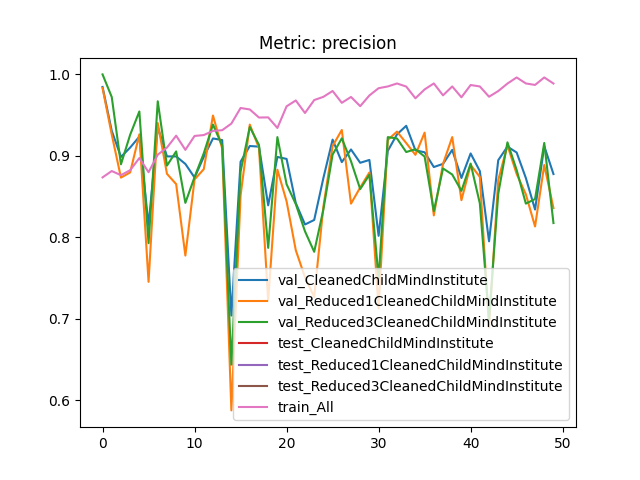 Metric: precision
1.0
0.9
0.8
0.7
0.6
0
10
20
30
40
50
val_CleanedChildMindInstitute
val_Reduced1CleanedChildMindInstitute
val_Reduced3CleanedChildMindInstitute
test_CleanedChildMindInstitute
test_Reduced1CleanedChildMindInstitute
test_Reduced3CleanedChildMindInstitute
train_All